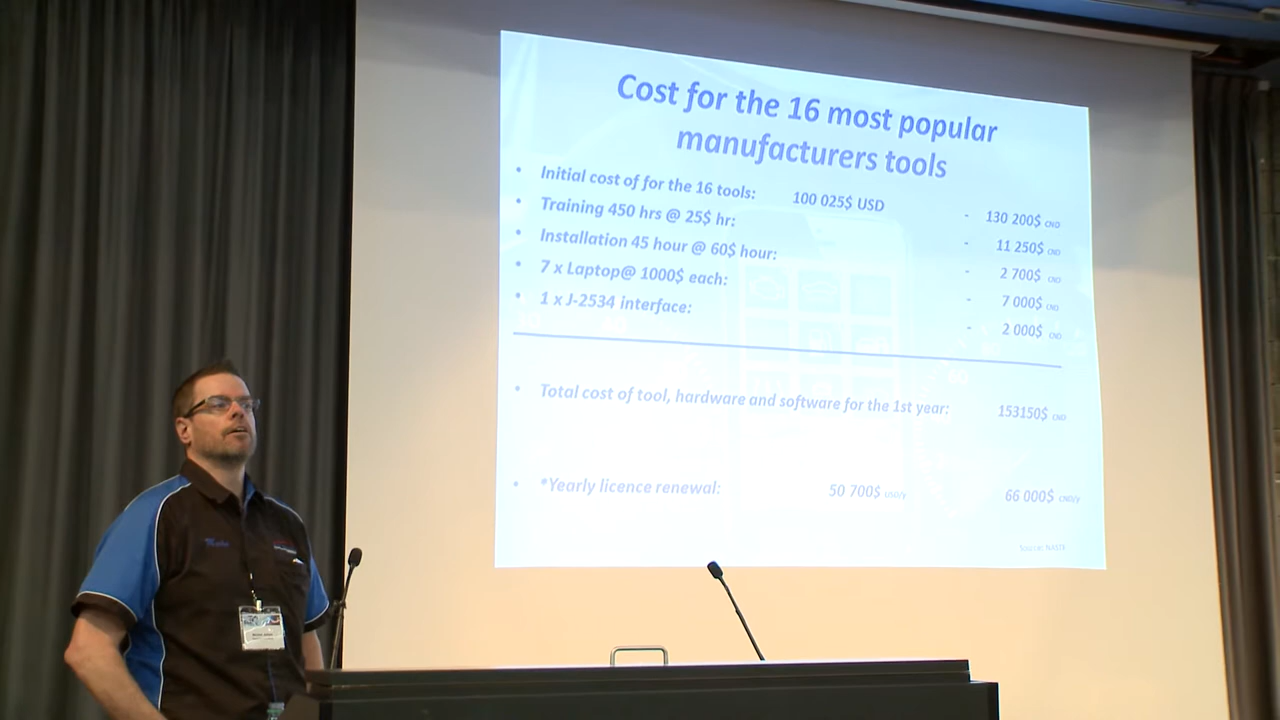 Cost for the 16 most popular
manufacturers tools
• Initial cost of for the 16 tools: 100 025$ USD - 130 200$ CND
• Training 450 hrs @ 25$ hr: - 11 250$ CND
• Installation 45 hour @ 60$ hour: - 2 700$ CND
• 7 x Laptop@ 1000$ each: - 7 000$ CND
• 1 x J-2534 interface: - 2 000$ CND
• Total cost of tool, hardware and software for the 1st year: 153150$ CND
• *Yearly licence renewal: 50 700$ USD/Y 66 000$ CND/Y